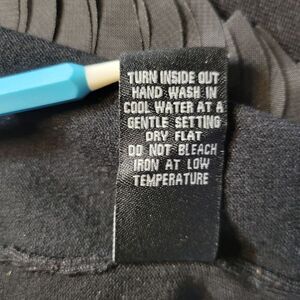 TURN INSIDE OUT
HAND WASH IN
COOL WATER AT A
GENTLE SETTING
DRY FLAT
DO NOT BLEACH
IRON AT LOW
TEMPERATURE